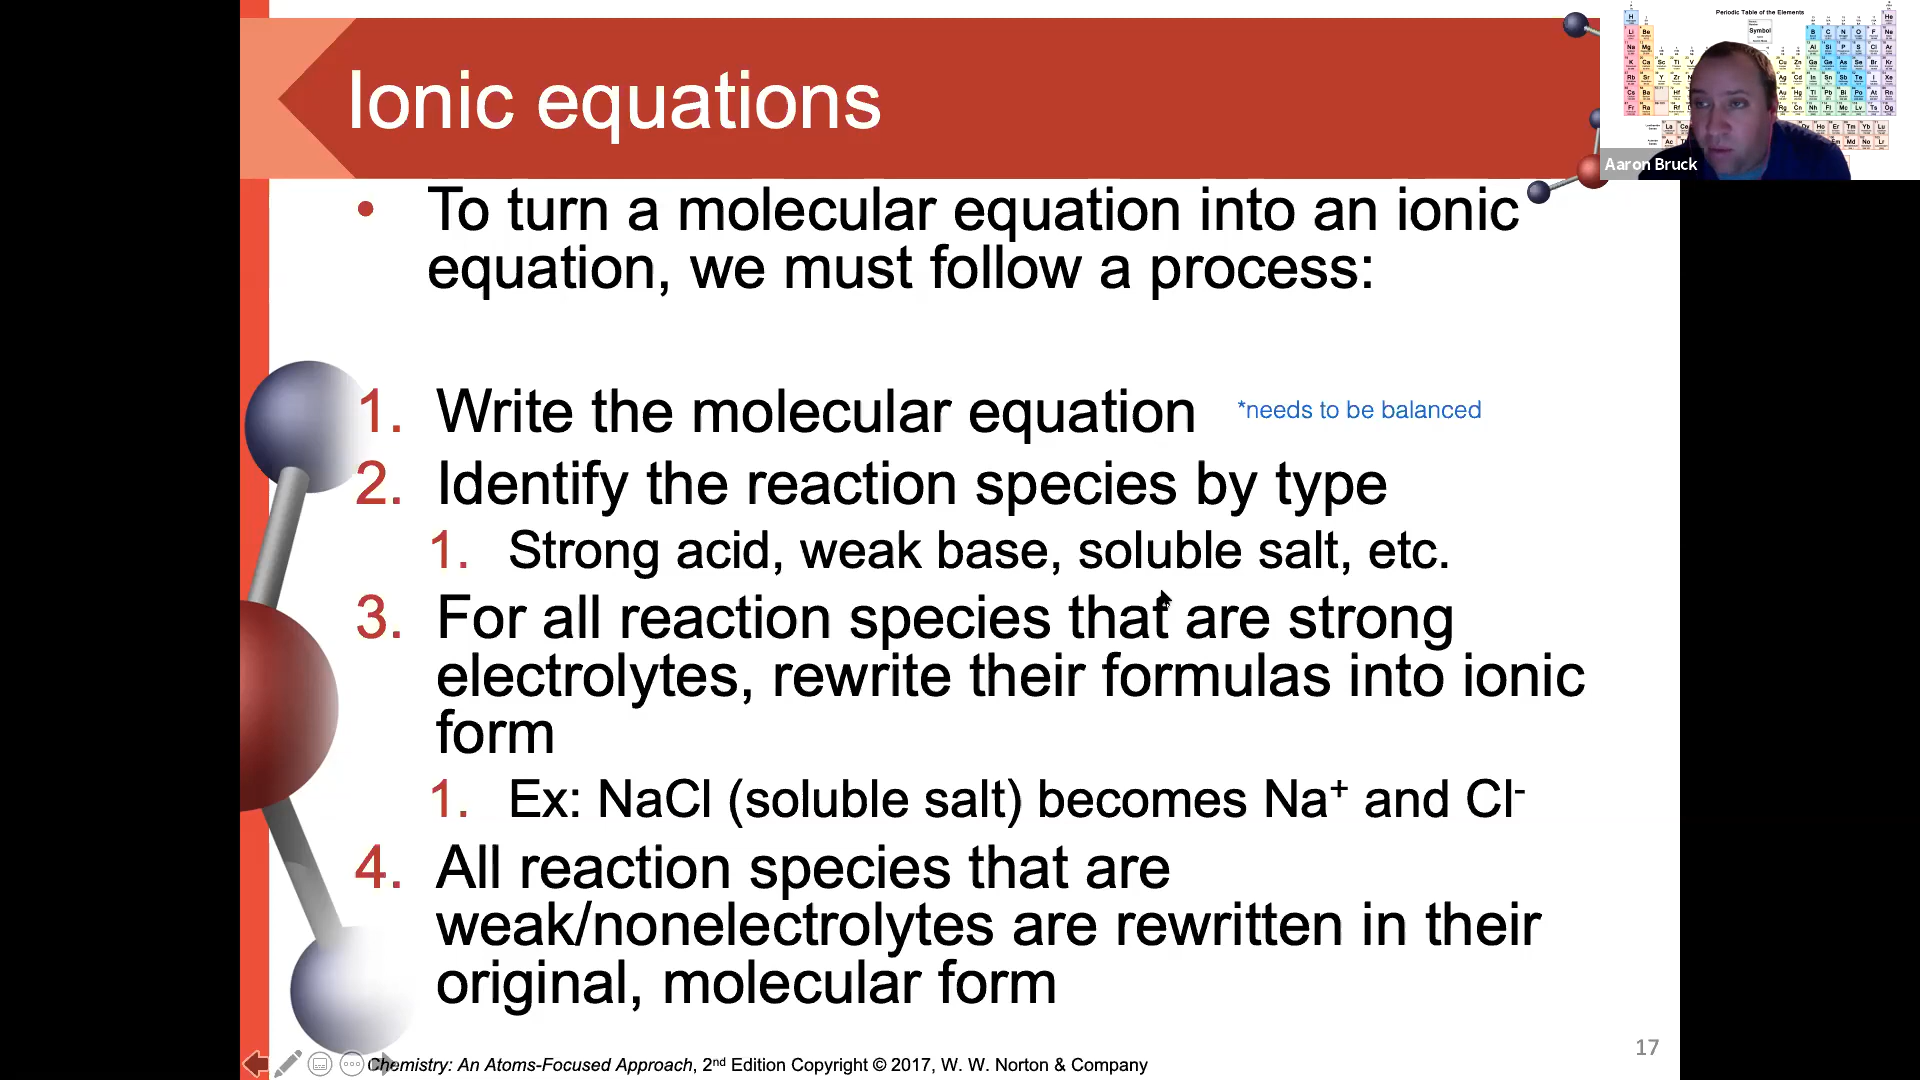 Ionic equations
Periodic Table of the Elements
Symbol
Aaron Bruck
• To turn a molecular equation into an ionic
equation, we must follow a process:
1. Write the molecular equation *needs to be balanced
2. Identify the reaction species by type
1. Strong acid, weak base, soluble salt, etc.
3. For all reaction species that are strong
electrolytes, rewrite their formulas into ionic
form
1. Ex: NaCl (soluble salt) becomes Na⁺ and Cl⁻
4. All reaction species that are
weak/nonelectrolytes are rewritten in their
original, molecular form
17
Chemistry: An Atoms-Focused Approach, 2nd Edition Copyright © 2017, W. W. Norton & Company